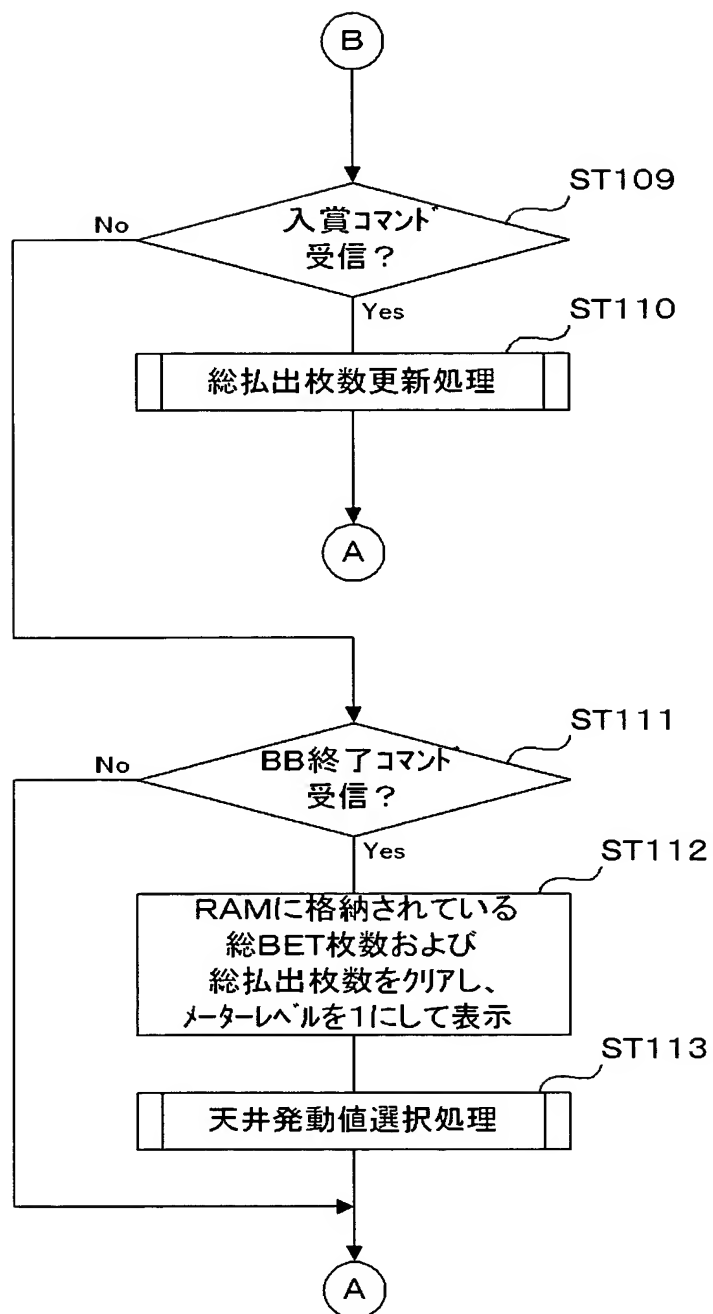 B
ST109
No
入賞コマンド
受信？
Yes
ST110
総払出枚数更新処理
A
ST111
No
BB終了コマンド
受信？
Yes
ST112
RAMに格納されている
総BET枚数および
総払出枚数をクリアし、
メーターレベルを1にして表示
ST113
天井発動値選択処理
A